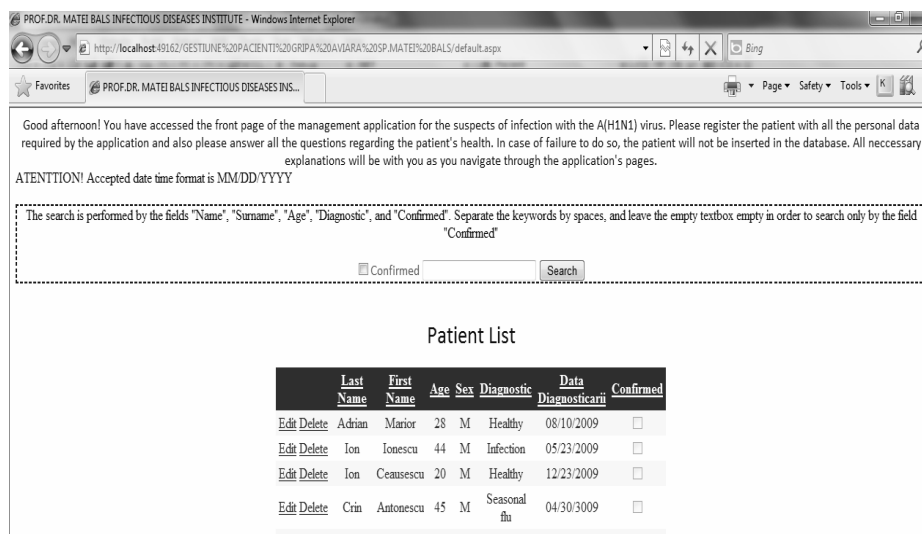 PROF.DR. MATEI BALS INFECTIOUS DISEASES INSTITUTE - Windows Internet Explorer
http://localhost:49162/GESTIUNE%20PACIENTI%20GRIPA%20AVIARA%20SP.MATEI%20BALS/default.aspx
Bing
Favorites PROF.DR. MATEI BALS INFECTIOUS DISEASES INS... Page Safety Tools K
Good afternoon! You have accessed the front page of the management application for the suspects of infection with the A(H1N1) virus. Please register the patient with all the personal data
required by the application and also please answer all the questions regarding the patient's health. In case of failure to do so, the patient will not be inserted in the database. All neccessary
explanations will be with you as you navigate through the application's pages.
ATENTTION! Accepted date time format is MM/DD/YYYY
The search is performed by the fields "Name", "Surname", "Age", "Diagnostic", and "Confirmed". Separate the keywords by spaces, and leave the empty textbox empty in order to search only by the field
"Confirmed"
Confirmed Search
Patient List
Last Name First Name Age Sex Diagnostic Data Diagnosticarii Confirmed
Edit Delete Adrian Marior 28 M Healthy 08/10/2009
Edit Delete Ion Ionescu 44 M Infection 05/23/2009
Edit Delete Ion Ceausescu 20 M Healthy 12/23/2009
Edit Delete Crin Antonescu 45 M Seasonal flu 04/30/3009